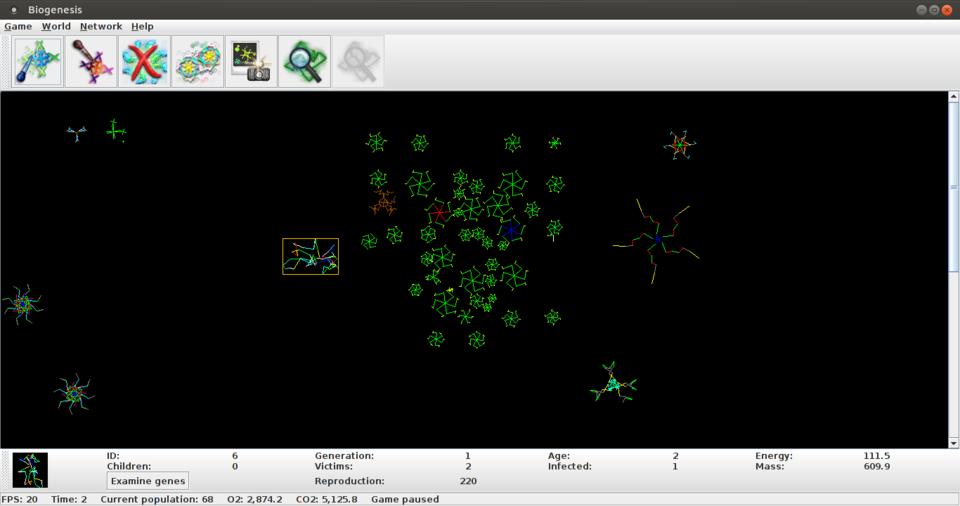 Biogenesis
Game World Network Help
ID: 6 Generation: 1 Age: 2 Energy: 111.5
Children: 0 Victims: 2 Infected: 1 Mass: 609.9
Examine genes Reproduction: 220
FPS: 20 Time: 2 Current population: 68 O2: 2,874.2 CO2: 5,125.8 Game paused